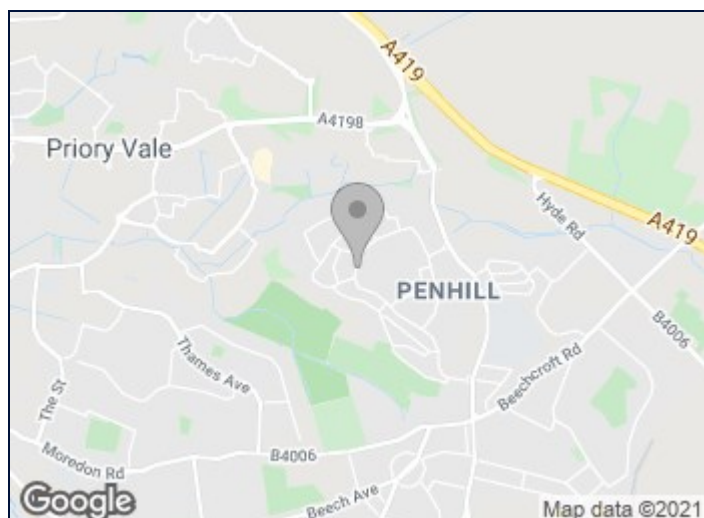 A419
A4198
Priory Vale
Hyde Rd
A419
PENHILL
B4006
Thames Ave
Beechcroft Rd
The St
Moredon Rd
B4006
Beech Ave
Google
Map data ©2021